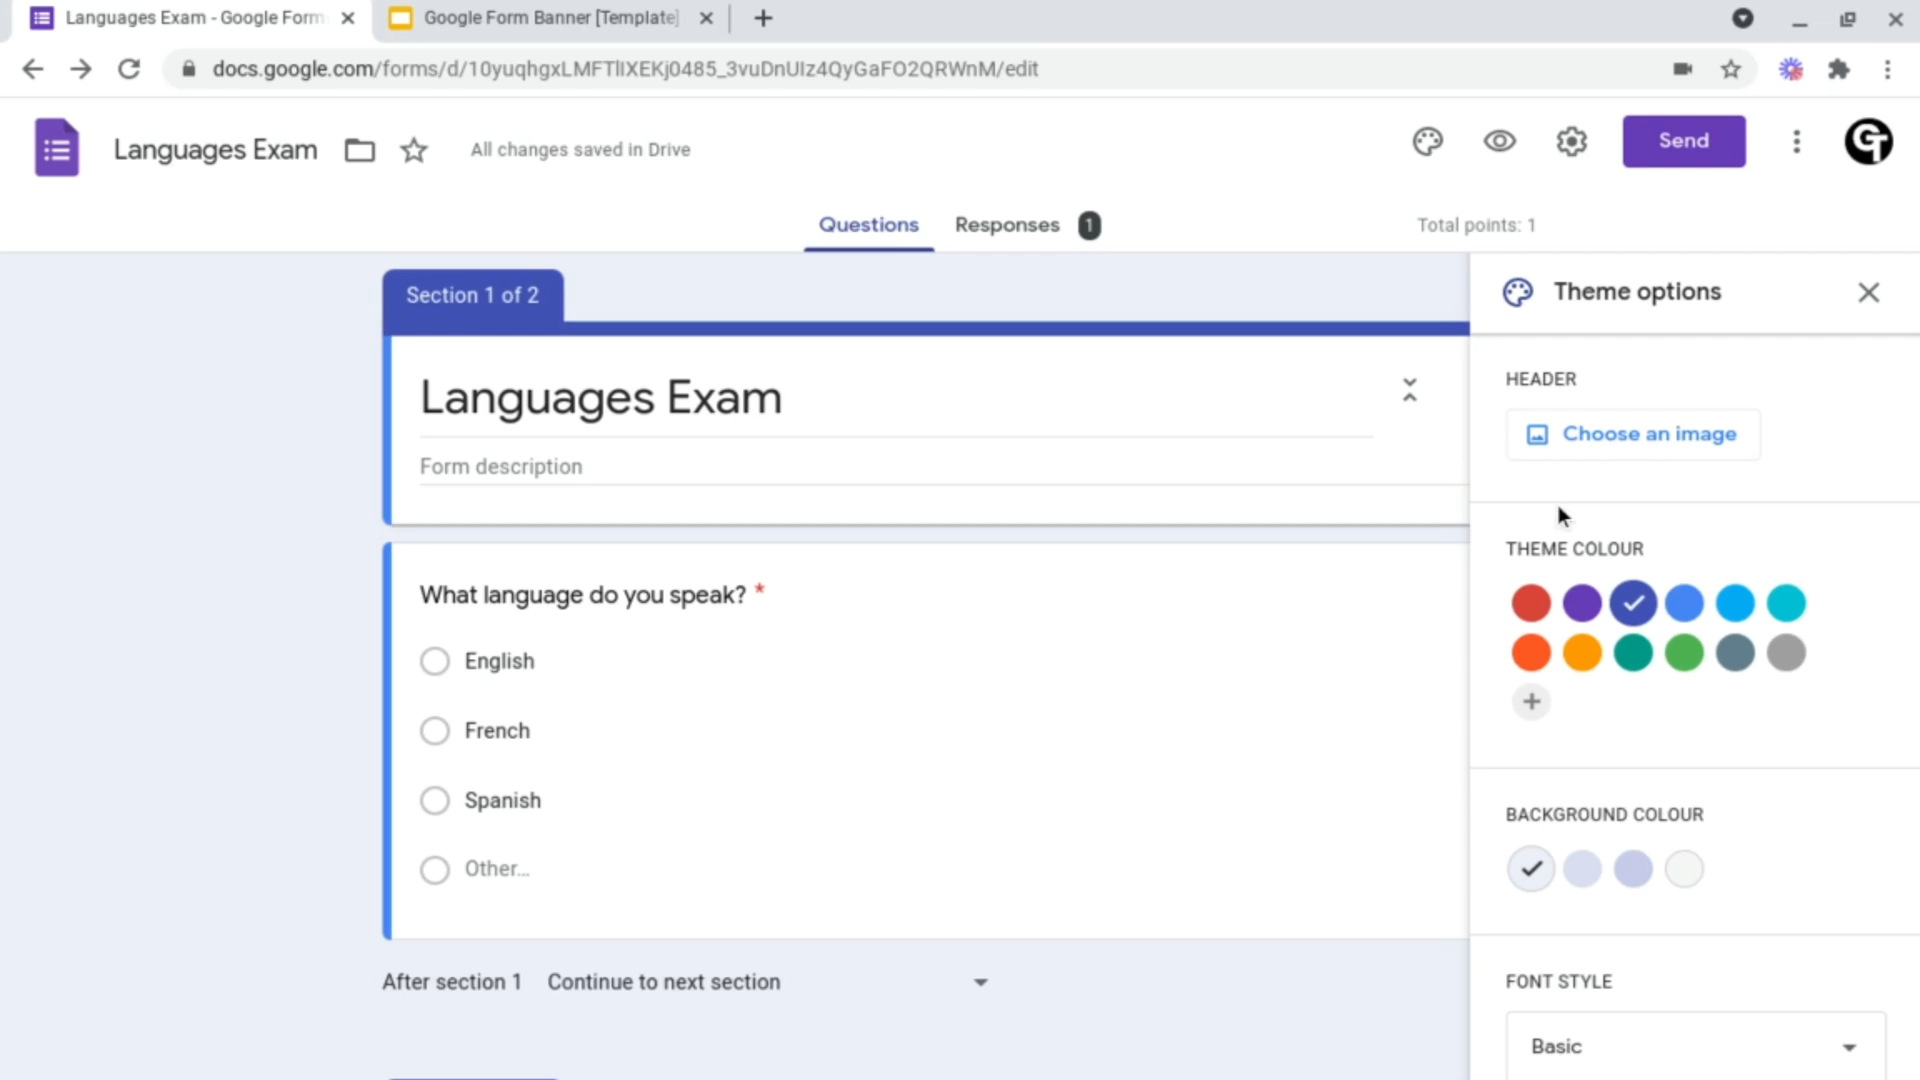 Languages Exam - Google Form
Google Form Banner [Template]
docs.google.com/forms/d/10yuqhgxLMFTlIXEKj0485_3vuDnUIz4QyGaFO2QRWnM/edit
Languages Exam
All changes saved in Drive
Send
GT
Questions
Responses 1
Total points: 1
Section 1 of 2
Theme options
Languages Exam
Form description
HEADER
Choose an image
THEME COLOUR
What language do you speak? *
English
French
Spanish
Other...
BACKGROUND COLOUR
After section 1 Continue to next section
FONT STYLE
Basic